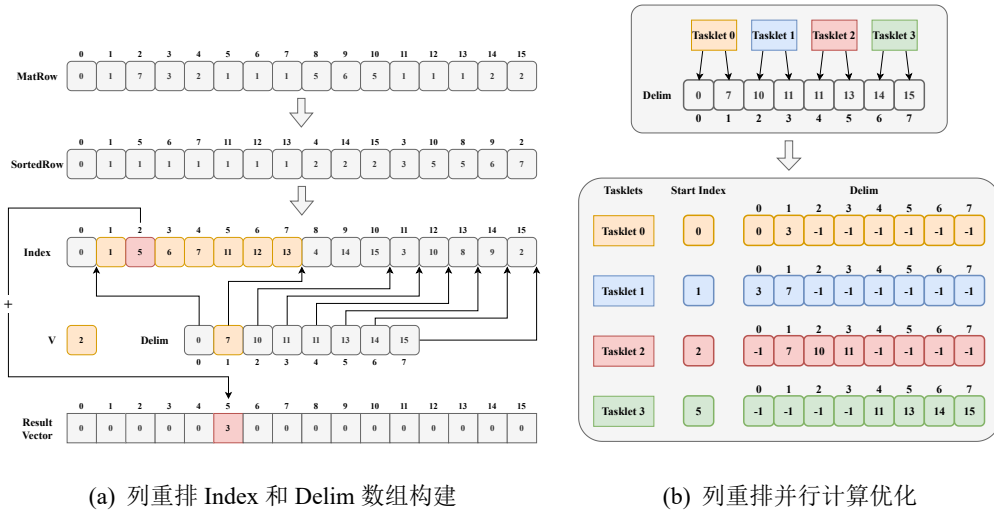 0 1 2 3 4 5 6 7 8 9 10 11 12 13 14 15
MatRow 0 1 7 3 2 1 1 1 5 6 5 1 1 1 2 2
0 1 5 6 7 11 12 13 4 14 15 3 10 8 9 2
SortedRow 0 1 1 1 1 1 1 1 2 2 2 3 5 5 6 7
0 1 2 3 4 5 6 7 8 9 10 11 12 13 14 15
Index 0 1 5 6 7 11 12 13 4 14 15 3 10 8 9 2
+
V 2 Delim 0 7 10 11 11 13 14 15
0 1 2 3 4 5 6 7
0 1 2 3 4 5 6 7 8 9 10 11 12 13 14 15
Result
Vector
0 0 0 0 0 3 0 0 0 0 0 0 0 0 0 0
(a) 列重排 Index 和 Delim 数组构建
Tasklet 0 Tasklet 1 Tasklet 2 Tasklet 3
Delim 0 7 10 11 11 13 14 15
0 1 2 3 4 5 6 7
Tasklets Start Index Delim
0 1 2 3 4 5 6 7
Tasklet 0 0 0 3 -1 -1 -1 -1 -1 -1
0 1 2 3 4 5 6 7
Tasklet 1 1 3 7 -1 -1 -1 -1 -1 -1
0 1 2 3 4 5 6 7
Tasklet 2 2 -1 7 10 11 -1 -1 -1 -1
0 1 2 3 4 5 6 7
Tasklet 3 5 -1 -1 -1 -1 11 13 14 15
(b) 列重排并行计算优化